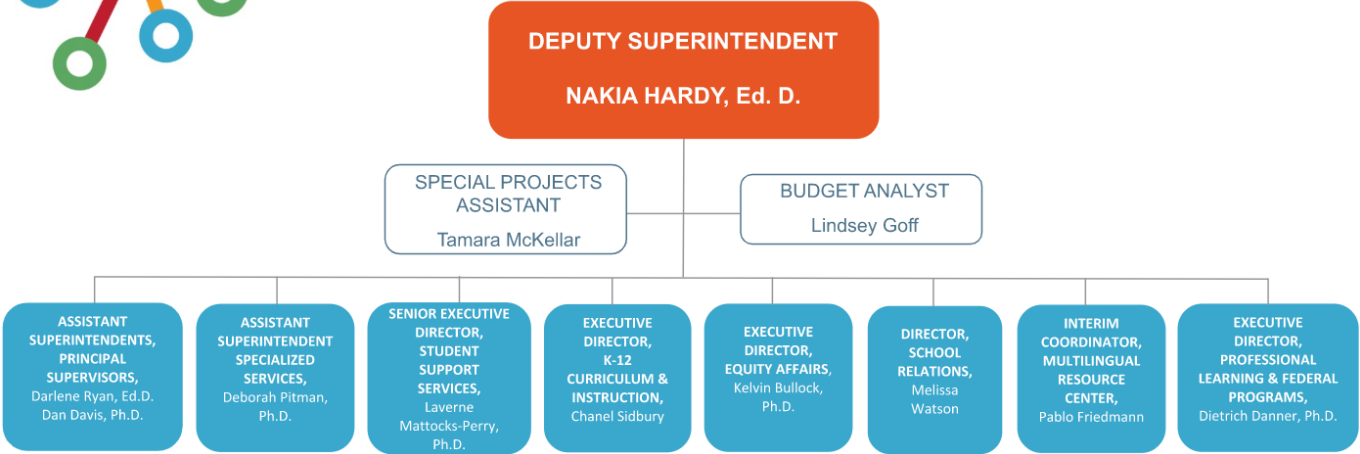 DEPUTY SUPERINTENDENT
NAKIA HARDY, Ed. D.
SPECIAL PROJECTS
ASSISTANT
Tamara McKellar
BUDGET ANALYST
Lindsey Goff
ASSISTANT
SUPERINTENDENTS,
PRINCIPAL
SUPERVISORS,
Darlene Ryan, Ed.D.
Dan Davis, Ph.D.
ASSISTANT
SUPERINTENDENT
SPECIALIZED
SERVICES,
Deborah Pitman,
Ph.D.
SENIOR EXECUTIVE
DIRECTOR,
STUDENT
SUPPORT
SERVICES,
Laverne
Mattocks-Perry,
Ph.D.
EXECUTIVE
DIRECTOR,
K-12
CURRICULUM &
INSTRUCTION,
Chanel Sidbury
EXECUTIVE
DIRECTOR,
EQUITY AFFAIRS,
Kelvin Bullock,
Ph.D.
DIRECTOR,
SCHOOL
RELATIONS,
Melissa
Watson
INTERIM
COORDINATOR,
MULTILINGUAL
RESOURCE
CENTER,
Pablo Friedmann
EXECUTIVE
DIRECTOR,
PROFESSIONAL
LEARNING & FEDERAL
PROGRAMS,
Dietrich Danner, Ph.D.